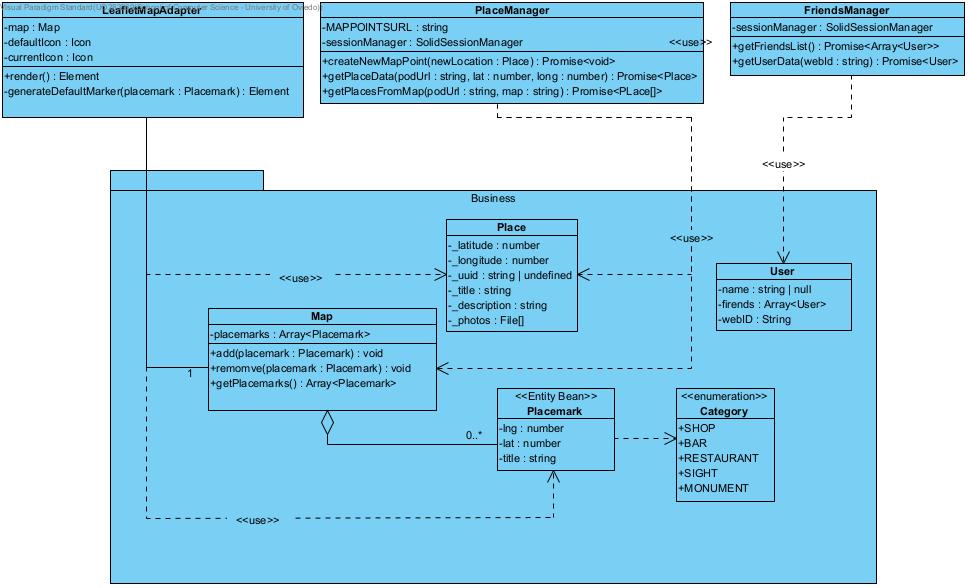 Visual Paradigm Standard(UO
Science - University of Oviedo)
LeafletMapAdapter
-map : Map
-defaultIcon : Icon
-currentIcon : Icon
+render() : Element
-generateDefaultMarker(placemark : Placemark) : Element
PlaceManager
-MAPPOINTSURL : string
-sessionManager : SolidSessionManager
<<use>>
+createNewMapPoint(newLocation : Place) : Promise<void>
+getPlaceData(podUrl : string, lat : number, long : number) : Promise<Place>
+getPlacesFromMap(podUrl : string, map : string) : Promise<PLace[]>
FriendsManager
-sessionManager : SolidSessionManager
+getFriendsList() : Promise<Array<User>>
+getUserData(webId : string) : Promise<User>
<<use>>
Business
Place
-_latitude : number
-_longitude : number
-_uuid : string | undefined
-_title : string
-_description : string
-_photos : File[]
<<use>>
<<use>>
User
-name : string | null
-firends : Array<User>
-webID : String
Map
-placemarks : Array<Placemark>
+add(placemark : Placemark) : void
+remomve(placemark : Placemark) : void
+getPlacemarks() : Array<Placemark>
1
0..*
<<Entity Bean>>
Placemark
-lng : number
-lat : number
-title : string
<<enumeration>>
Category
+SHOP
+BAR
+RESTAURANT
+SIGHT
+MONUMENT
<<use>>